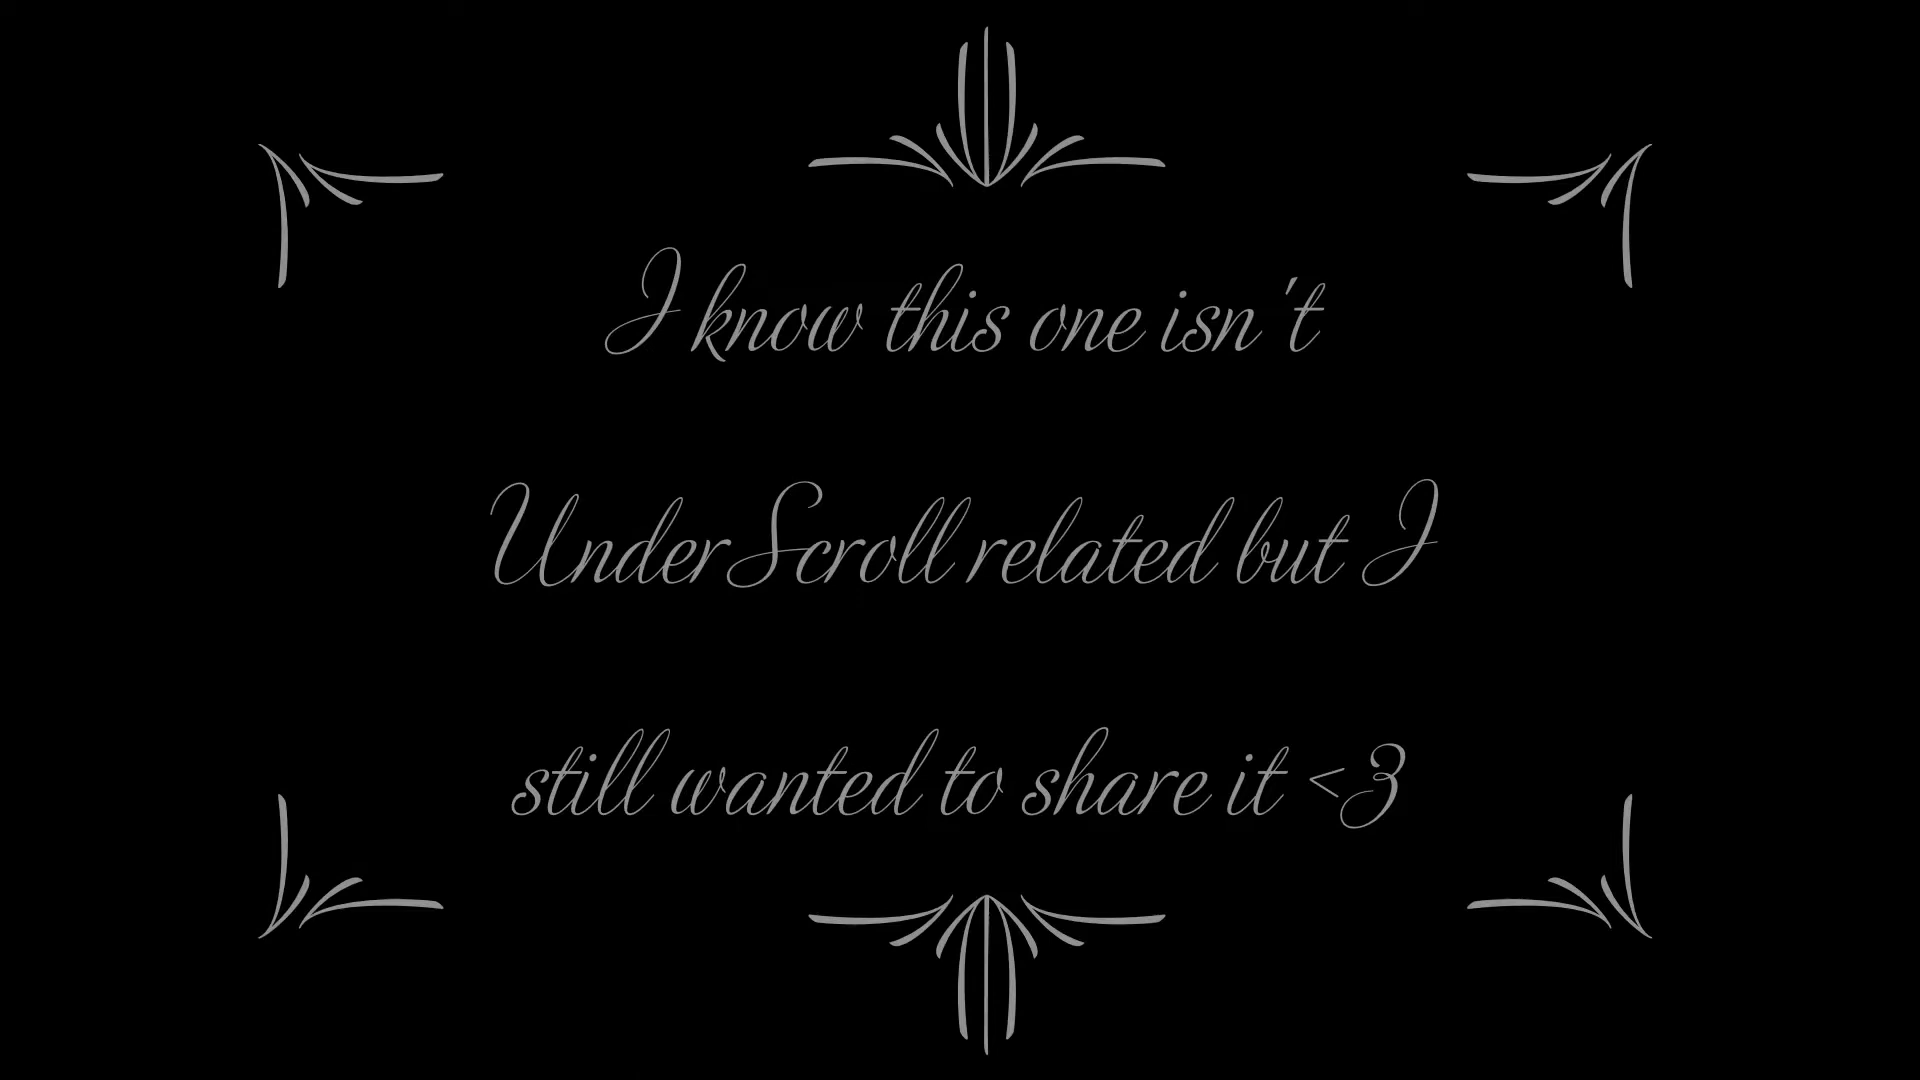 I know this one isn't
UnderScroll related but I
still wanted to share it <3